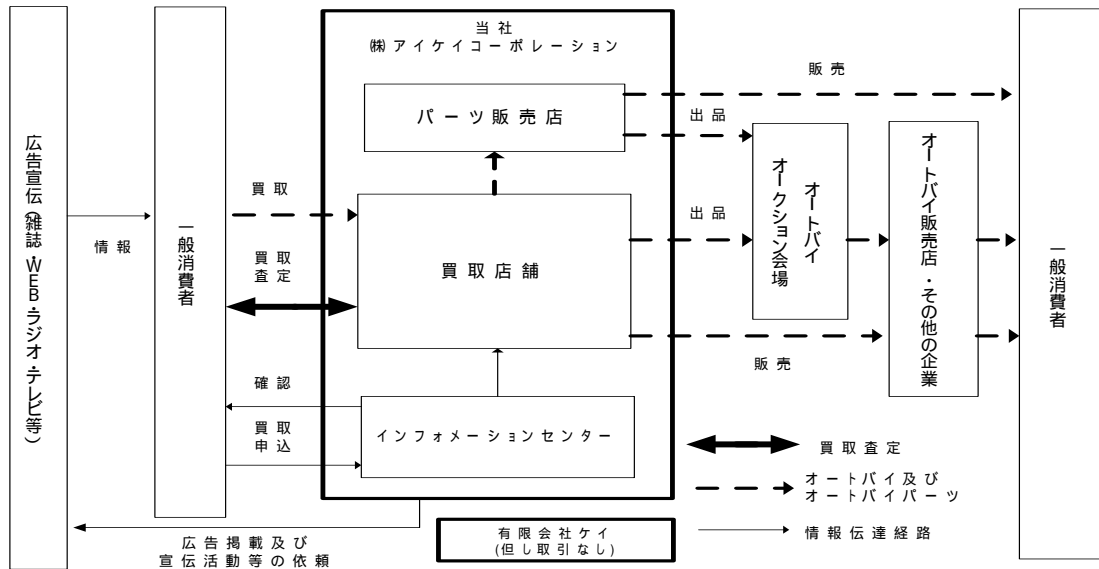 広告宣伝(雑誌・WEB・ラジオ・テレビ等)
情報
一般消費者
買取
買取
査定
確認
買取
申込
広告掲載及び
宣伝活動等の依頼
当社
㈱アイケイコーポレーション
パーツ販売店
買取店舗
インフォメーションセンター
有限会社ケイ
(但し取引なし)
販売
出品
出品
販売
オートバイ
オークション会場
オートバイ販売店・その他の企業
一般消費者
買取査定
オートバイ及び
オートバイパーツ
情報伝達経路